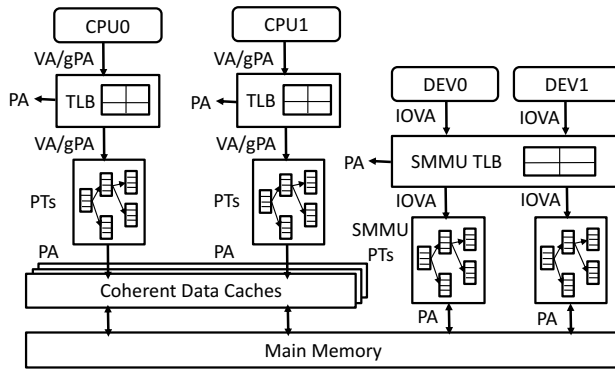 CPU0
CPU1
VA/gPA
VA/gPA
DEV0
DEV1
PA
TLB
PA
TLB
IOVA
IOVA
VA/gPA
VA/gPA
PA
SMMU TLB
IOVA
IOVA
PTs
PTs
SMMU
PTs
PA
PA
Coherent Data Caches
PA
PA
Main Memory